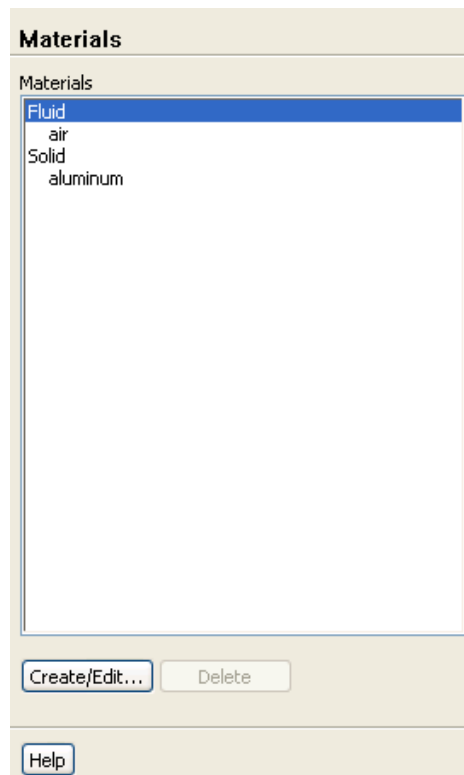 Materials
Materials
Fluid
air
Solid
aluminum
Create/Edit... Delete
Help